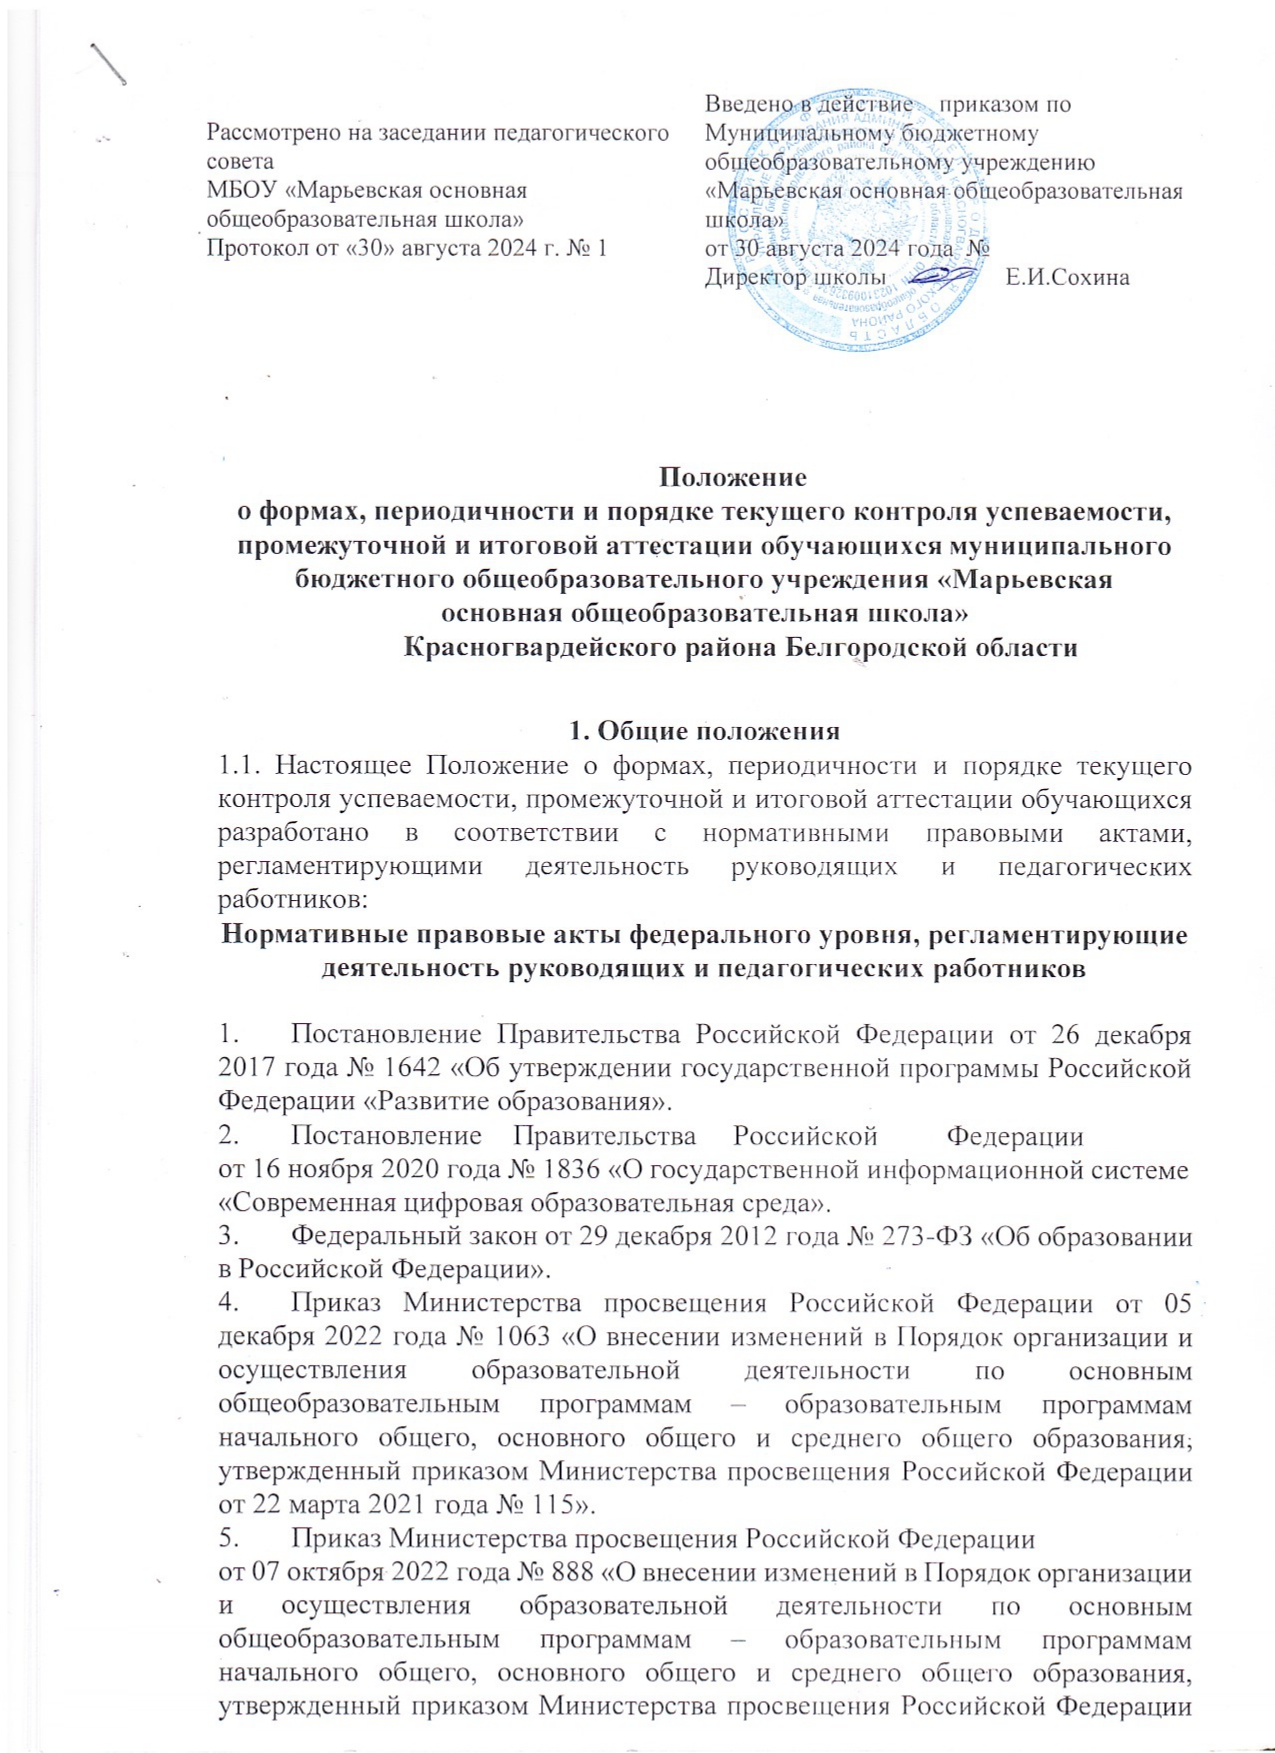 Рассмотрено на заседании педагогического
совета
МБОУ «Марьевская основная
общеобразовательная школа»
Протокол от «30» августа 2024 г. № 1
Введено в действие приказом по
Муниципальному бюджетному
общеобразовательному учреждению
«Марьевская основная общеобразовательная
школа»
от 30 августа 2024 года №
Директор школы Е.И.Сохина
Положение
о формах, периодичности и порядке текущего контроля успеваемости,
промежуточной и итоговой аттестации обучающихся муниципального
бюджетного общеобразовательного учреждения «Марьевская
основная общеобразовательная школа»
Красногвардейского района Белгородской области
1. Общие положения
1.1. Настоящее Положение о формах, периодичности и порядке текущего
контроля успеваемости, промежуточной и итоговой аттестации обучающихся
разработано в соответствии с нормативными правовыми актами,
регламентирующими деятельность руководящих и педагогических
работников:
Нормативные правовые акты федерального уровня, регламентирующие
деятельность руководящих и педагогических работников
1. Постановление Правительства Российской Федерации от 26 декабря
2017 года № 1642 «Об утверждении государственной программы Российской
Федерации «Развитие образования».
2. Постановление Правительства Российской Федерации
от 16 ноября 2020 года № 1836 «О государственной информационной системе
«Современная цифровая образовательная среда».
3. Федеральный закон от 29 декабря 2012 года № 273-ФЗ «Об образовании
в Российской Федерации».
4. Приказ Министерства просвещения Российской Федерации от 05
декабря 2022 года № 1063 «О внесении изменений в Порядок организации и
осуществления образовательной деятельности по основным
общеобразовательным программам – образовательным программам
начального общего, основного общего и среднего общего образования,
утвержденный приказом Министерства просвещения Российской Федерации
от 22 марта 2021 года № 115».
5. Приказ Министерства просвещения Российской Федерации
от 07 октября 2022 года № 888 «О внесении изменений в Порядок организации
и осуществления образовательной деятельности по основным
общеобразовательным программам – образовательным программам
начального общего, основного общего и среднего общего образования,
утвержденный приказом Министерства просвещения Российской Федерации